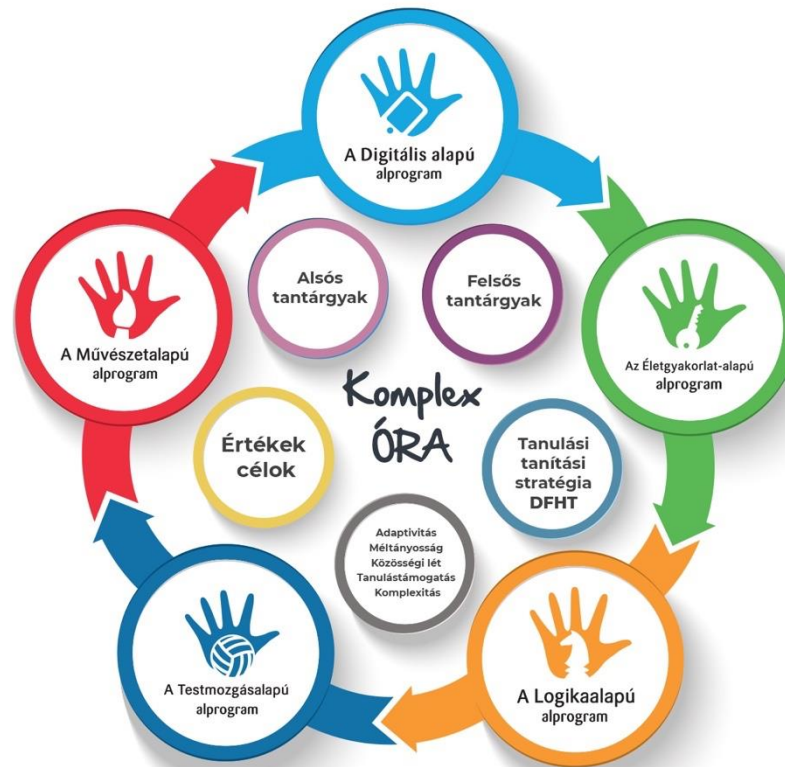 A Digitális alapú
alprogram
Alsós
tantárgyak
Felsős
tantárgyak
A Művészetalapú
alprogram
Az Életgyakorlat-alapú
alprogram
Komplex
ÓRA
Értékek
célok
Tanulási
tanítási
stratégia
DFHT
Adaptivitás
Méltányosság
Közösségi lét
Tanulástámogatás
Komplexitás
A Testmozgásalapú
alprogram
A Logikaalapú
alprogram